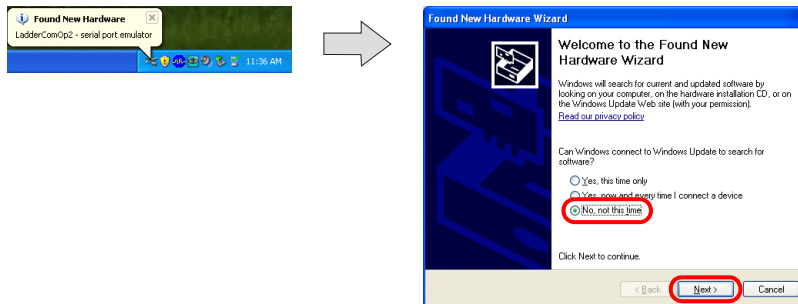 Found New Hardware
LadderComOp2 - serial port emulator
11:36 AM
Found New Hardware Wizard
Welcome to the Found New
Hardware Wizard
Windows will search for current and updated software by
looking on your computer, on the hardware installation CD, or on
the Windows Update Web site (with your permission).
Read our privacy policy
Can Windows connect to Windows Update to search for
software?
Yes, this time only
Yes, now and every time I connect a device
No, not this time
Click Next to continue.
< Back
Next >
Cancel